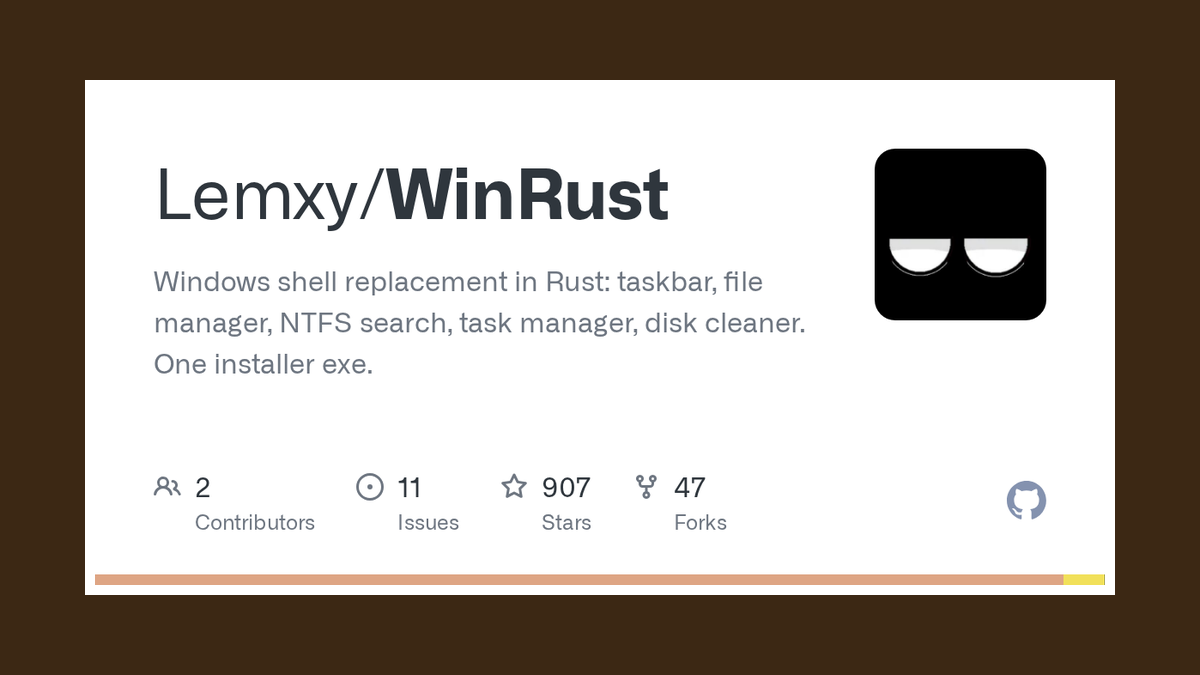 Lemxy/WinRust
Windows shell replacement in Rust: taskbar, file
manager, NTFS search, task manager, disk cleaner.
One installer exe.
2 11 907 47
Contributors Issues Stars Forks